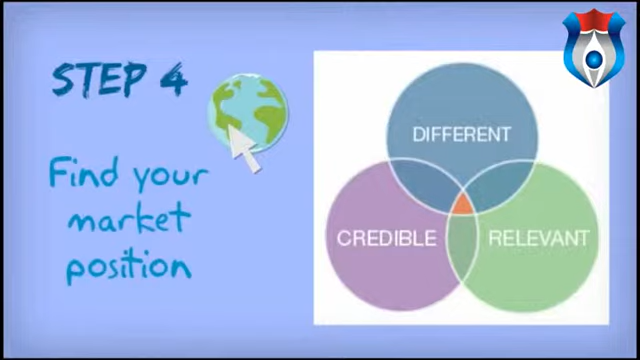 STEP 4
Find your
market
position
DIFFERENT
CREDIBLE
RELEVANT